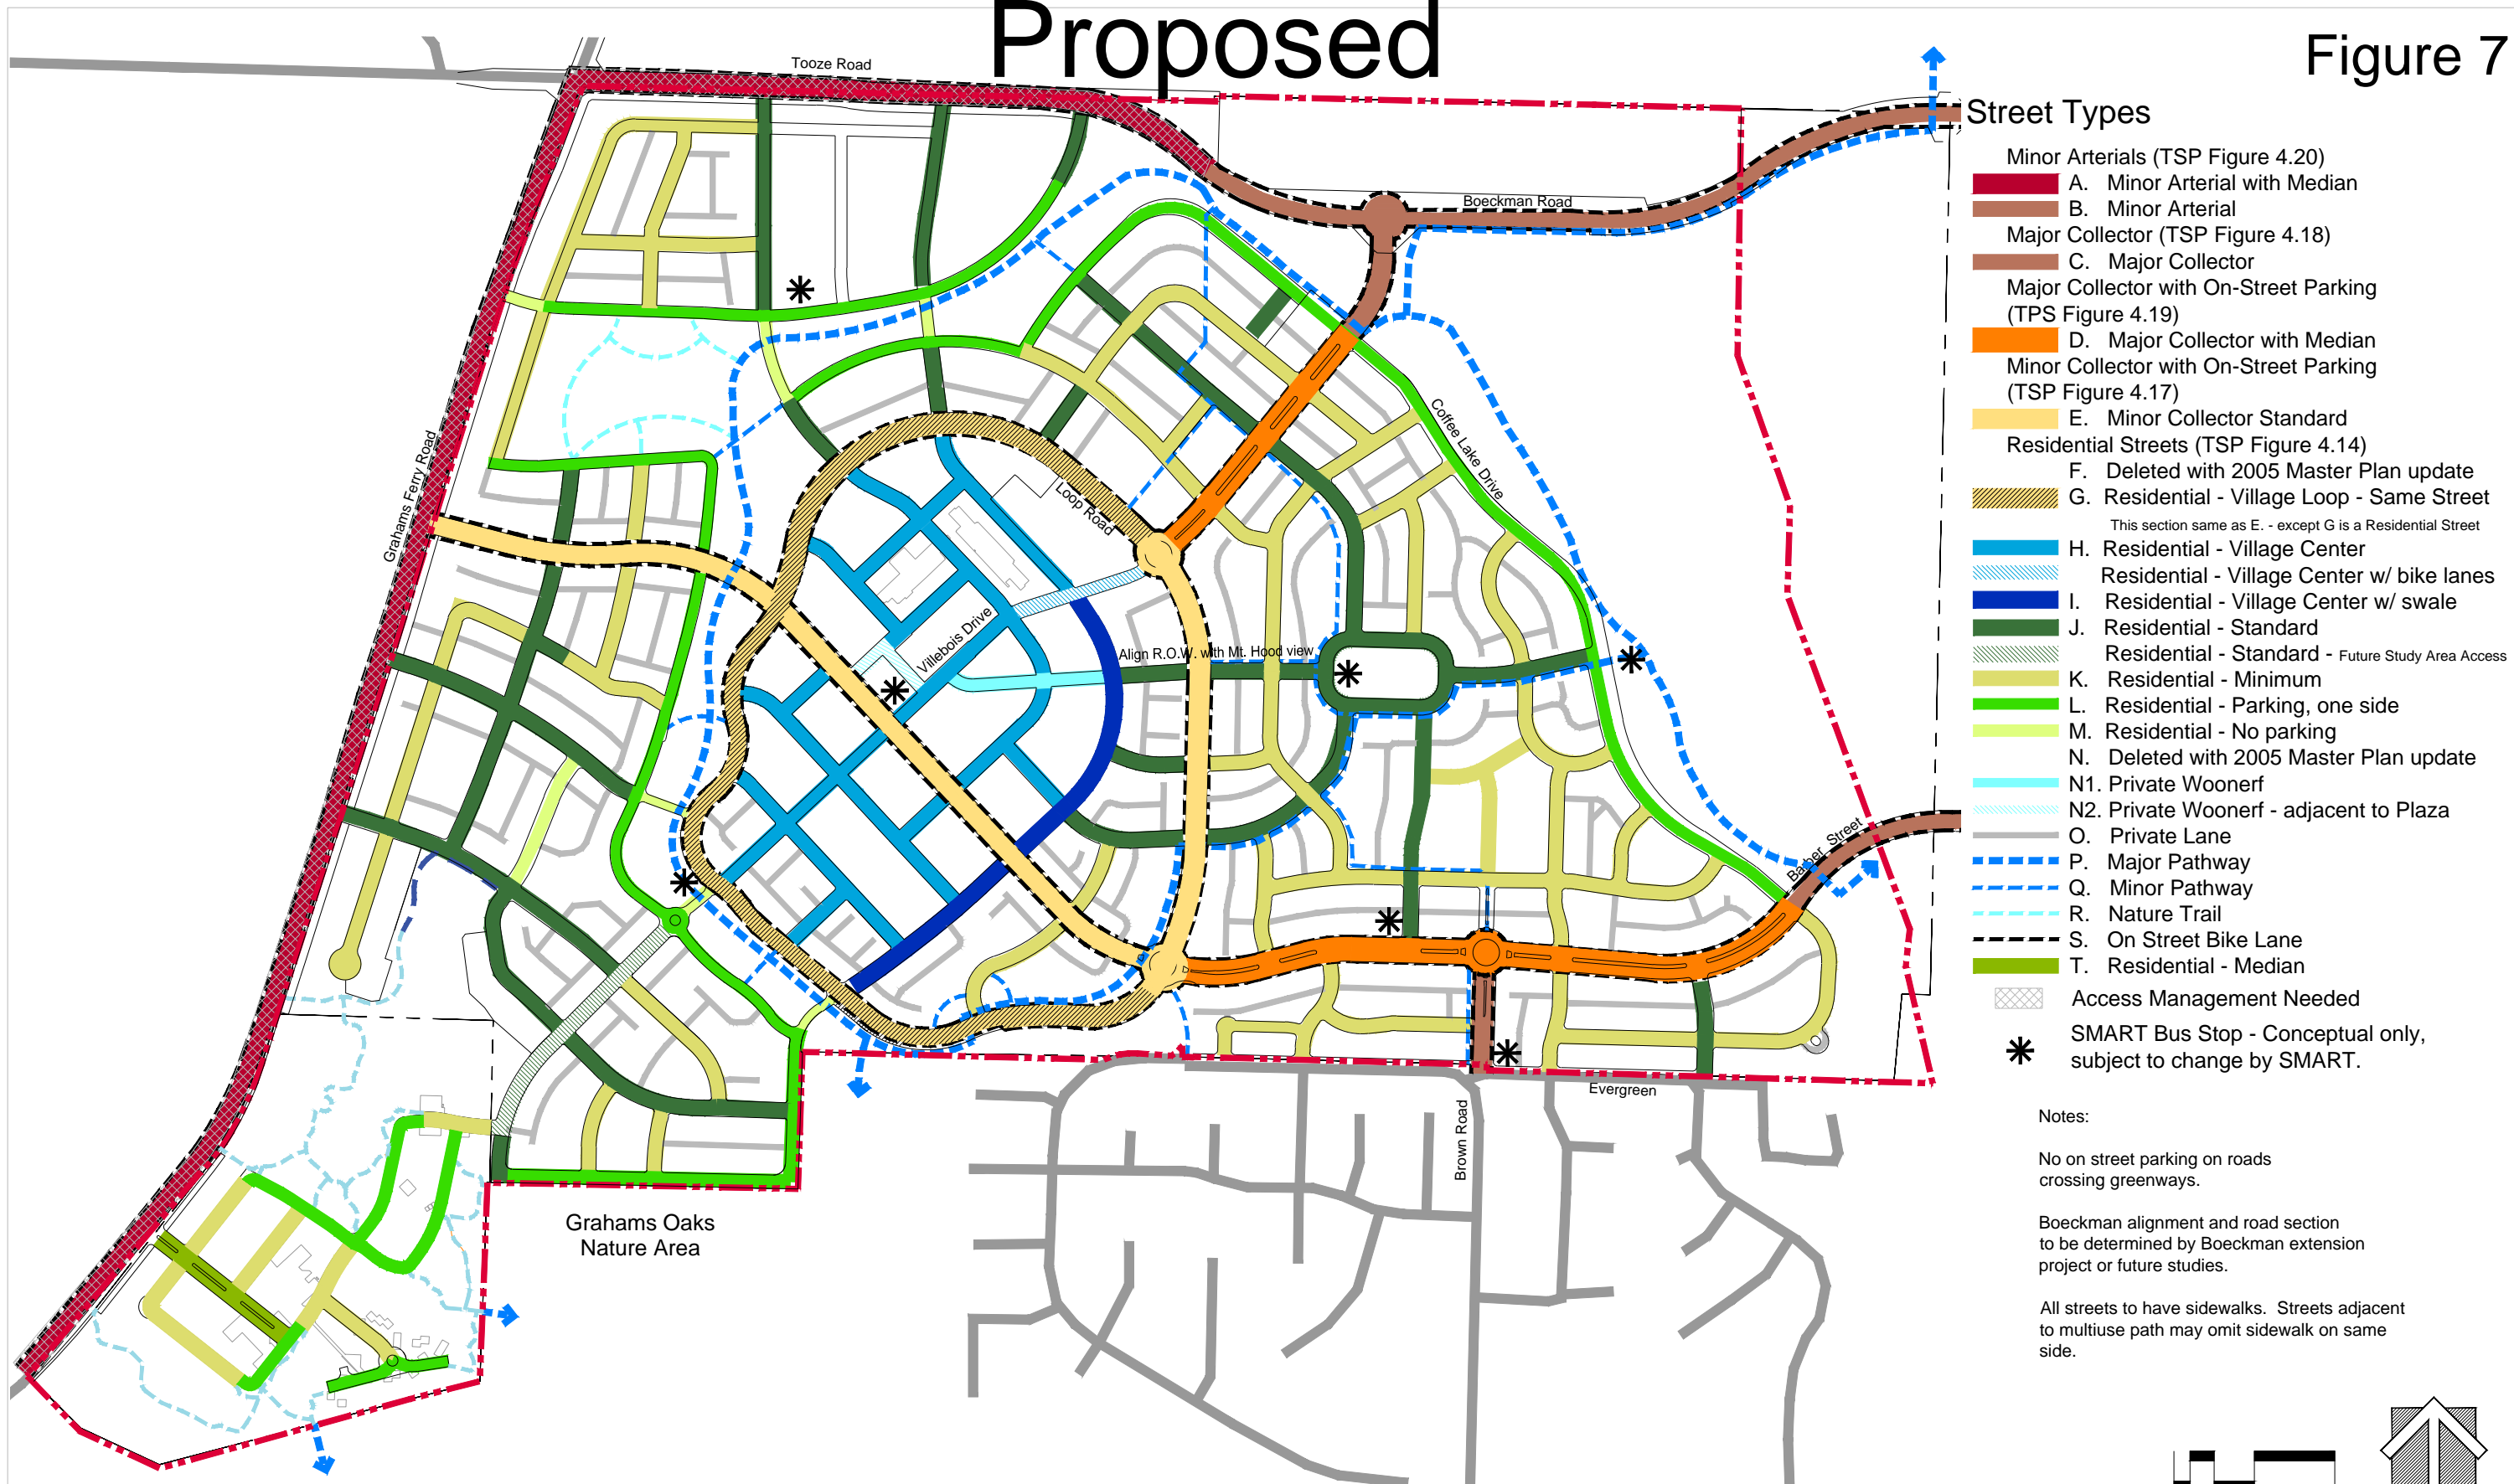 Proposed
Figure 7
Tooze Road
Boeckman Road
Grahams Ferry Road
Coffee Lake Drive
Loop Road
Villebois Drive
Align R.O.W. with Mt. Hood view
Barber Street
Evergreen
Brown Road
Grahams Oaks
Nature Area
Street Types
Minor Arterials (TSP Figure 4.20)
A. Minor Arterial with Median
B. Minor Arterial
Major Collector (TSP Figure 4.18)
C. Major Collector
Major Collector with On-Street Parking
(TPS Figure 4.19)
D. Major Collector with Median
Minor Collector with On-Street Parking
(TSP Figure 4.17)
E. Minor Collector Standard
Residential Streets (TSP Figure 4.14)
F. Deleted with 2005 Master Plan update
G. Residential - Village Loop - Same Street
This section same as E. - except G is a Residential Street
H. Residential - Village Center
Residential - Village Center w/ bike lanes
I. Residential - Village Center w/ swale
J. Residential - Standard
Residential - Standard - Future Study Area Access
K. Residential - Minimum
L. Residential - Parking, one side
M. Residential - No parking
N. Deleted with 2005 Master Plan update
N1. Private Woonerf
N2. Private Woonerf - adjacent to Plaza
O. Private Lane
P. Major Pathway
Q. Minor Pathway
R. Nature Trail
S. On Street Bike Lane
T. Residential - Median
Access Management Needed
SMART Bus Stop - Conceptual only,
subject to change by SMART.
Notes:
No on street parking on roads
crossing greenways.
Boeckman alignment and road section
to be determined by Boeckman extension
project or future studies.
All streets to have sidewalks. Streets adjacent
to multiuse path may omit sidewalk on same
side.